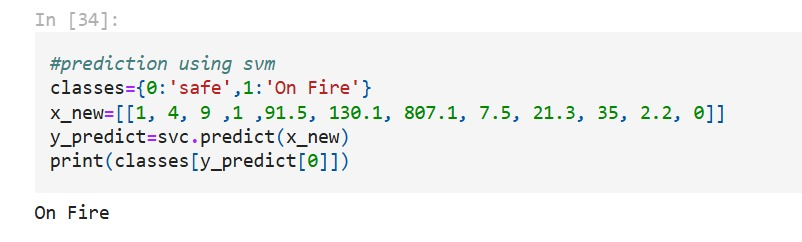 In [34]:
#prediction using svm
classes={0:'safe',1:'On Fire'}
x_new=[[1, 4, 9 ,1 ,91.5, 130.1, 807.1, 7.5, 21.3, 35, 2.2, 0]]
y_predict=svc.predict(x_new)
print(classes[y_predict[0]])
On Fire